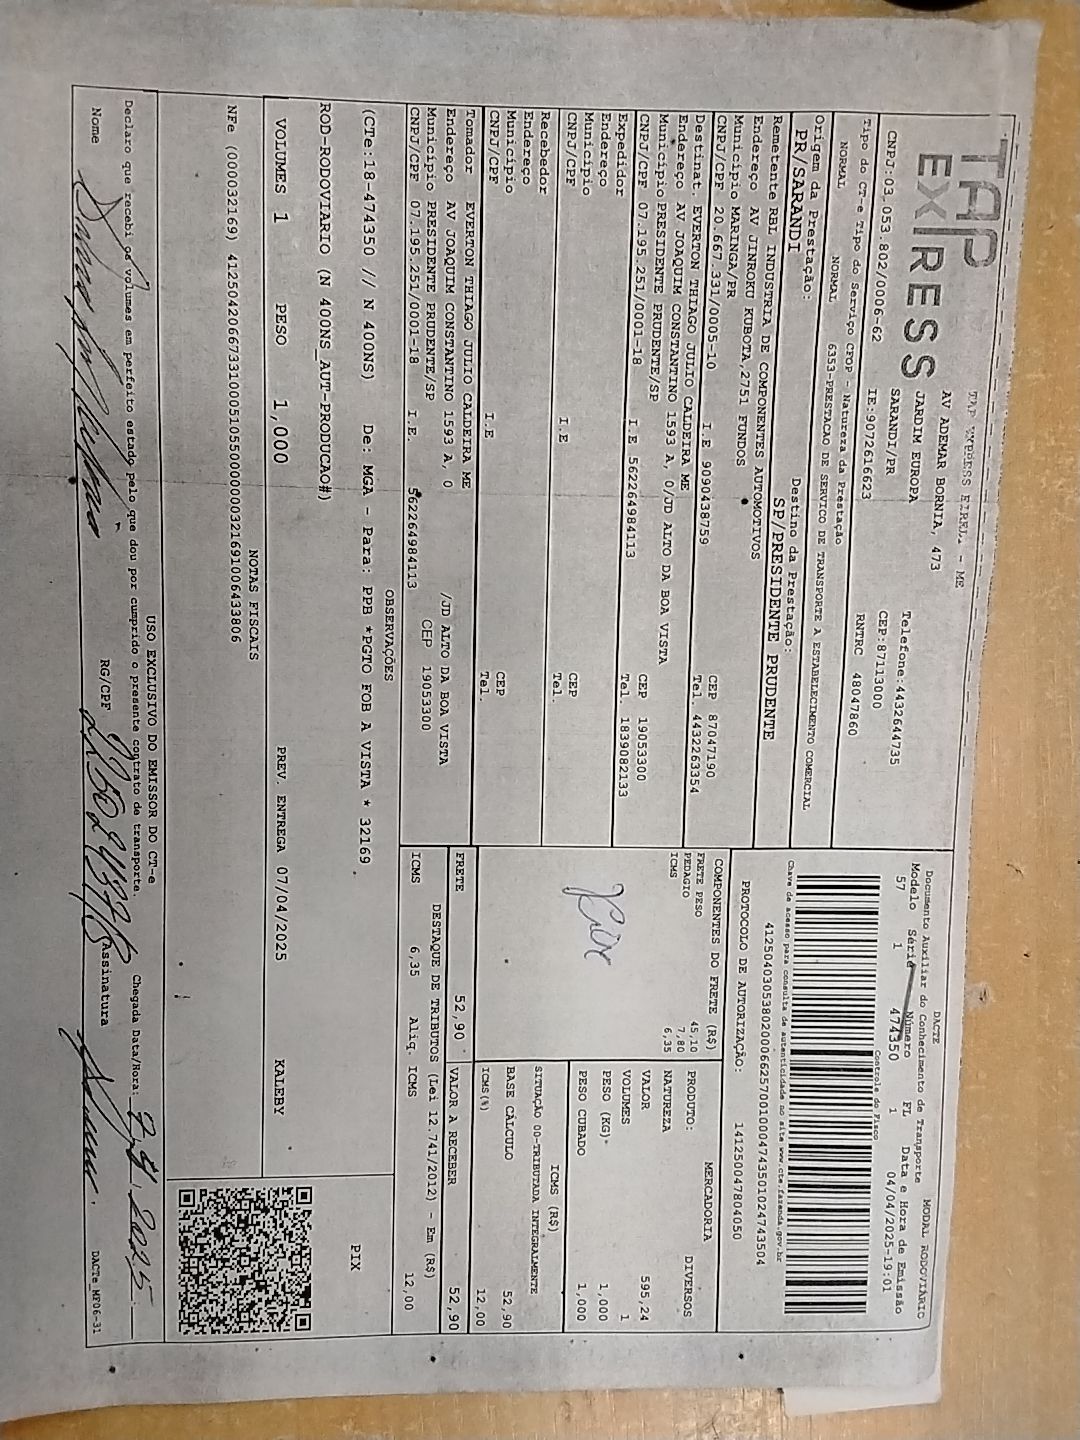 TAP EXPRESS
TAP EXPRESS EIRELI - ME
AV ADEMAR BORNIA, 473
JARDIM EUROPA
SARANDI/PR
Telefone:4432644735
CEP:87113000
CNPJ:03.053.802/0006-62 IE:9072616623 RNTRC 48047860
Tipo do CT-e Tipo do Serviço CFOP - Natureza da Prestação
NORMAL NORMAL 6353-PRESTACAO DE SERVICO DE TRANSPORTE A ESTABELECIMENTO COMERCIAL
Origem da Prestação: Destino da Prestação:
PR/SARANDI SP/PRESIDENTE PRUDENTE
Remetente RBL INDUSTRIA DE COMPONENTES AUTOMOTIVOS
Endereço AV JINROKU KUBOTA,2751 FUNDOS
Município MARINGA/PR CEP 87047190
CNPJ/CPF 20.667.331/0005-10 I.E 9090438759 Tel. 4432263354
Destinat. EVERTON THIAGO JULIO CALDEIRA ME
Endereço AV JOAQUIM CONSTANTINO 1593 A, 0/JD ALTO DA BOA VISTA
Município PRESIDENTE PRUDENTE/SP CEP 19053300
CNPJ/CPF 07.195.251/0001-18 I.E 562264984113 Tel. 1839082133
Expedidor
Endereço
Município CEP
CNPJ/CPF I.E Tel.
Recebedor
Endereço
Município CEP
CNPJ/CPF I.E Tel.
Tomador EVERTON THIAGO JULIO CALDEIRA ME
Endereço AV JOAQUIM CONSTANTINO 1593 A, 0 /JD ALTO DA BOA VISTA
Município PRESIDENTE PRUDENTE/SP CEP 19053300
CNPJ/CPF 07.195.251/0001-18 I.E. 562264984113
DACTE MODAL RODOVIÁRIO
Documento Auxiliar do Conhecimento de Transporte
Modelo Série Número FL Data e Hora de Emissão
57 1 474350 1 04/04/2025-19:01
Controle do Fisco
Chave de acesso para consulta de autenticidade no site www.cte.fazenda.gov.br
41250403053802000662570010004743501024743504
PROTOCOLO DE AUTORIZAÇÃO: 141250047804050
COMPONENTES DO FRETE (R$)
FRETE PESO 45,10
PEDAGIO 7,80
ICMS 6,35
FRETE 52,90
MERCADORIA
PRODUTO: DIVERSOS
NATUREZA
VALOR 595,24
VOLUMES 1
PESO (KG) 1,000
PESO CUBADO 1,000
ICMS (R$)
SITUAÇÃO 00-TRIBUTADA INTEGRALMENTE
BASE CÁLCULO 52,90
ICMS(%) 12,00
VALOR A RECEBER 52,90
DESTAQUE DE TRIBUTOS (Lei 12.741/2012) - Em (R$)
ICMS 6,35 Alíq. ICMS 12,00
OBSERVAÇÕES
(CTe:18-474350 // N 400NS) De: MGA - Para: PPB *PGTO FOB A VISTA * 32169
ROD-RODOVIARIO (N 400NS_AUT-PRODUCAO#)
PIX
VOLUMES 1 PESO 1,000 PREV. ENTREGA 07/04/2025 KALEBY
NOTAS FISCAIS
NFe (000032169) 41250420667331000510550000000321691006433806
USO EXCLUSIVO DO EMISSOR DO CT-e
Declaro que recebi os volumes em perfeito estado pelo que dou por cumprido o presente contrato de transporte. Chegada Data/Hora:
Nome RG/CPF Assinatura
DACTe_MF06-31